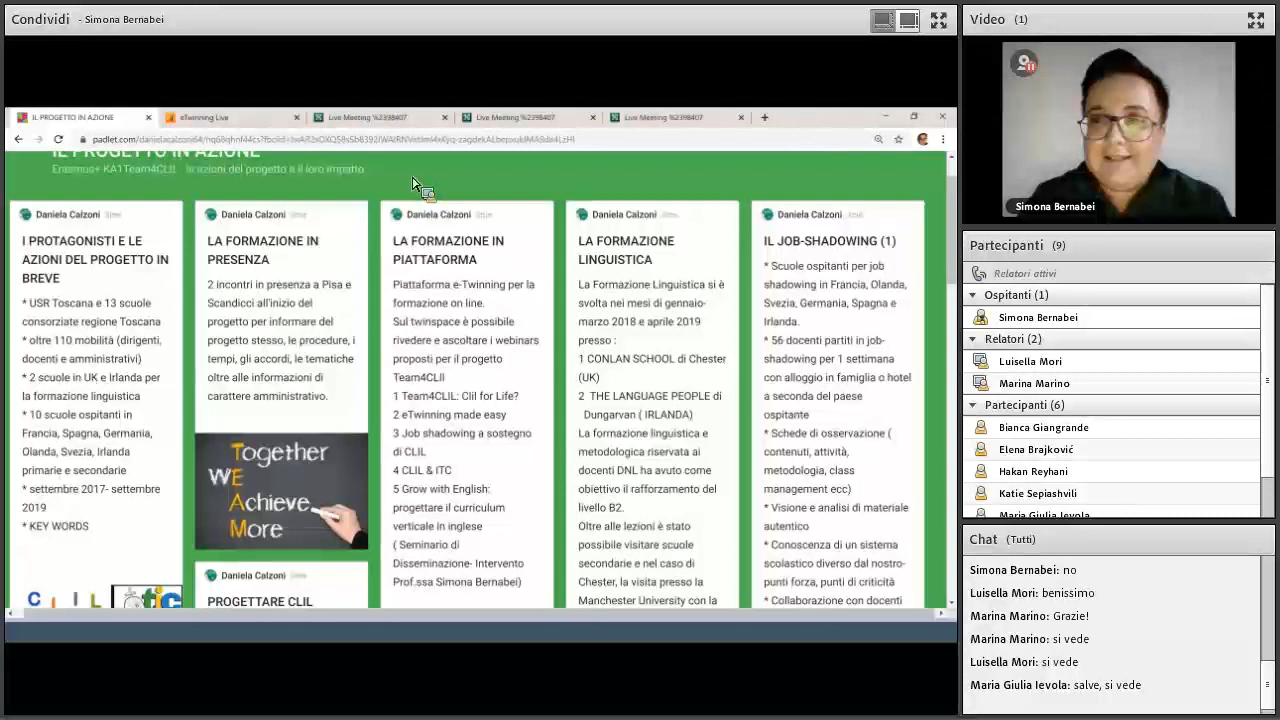 Condividi - Simona Bernabei
IL PROGETTO IN AZIONE
eTwinning Live
Live Meeting %2398407
Live Meeting %2398407
Live Meeting %2398407
IL PROGETTO IN AZIONE
Erasmus+ KA1Team4CLIL le azioni del progetto e il loro impatto
Daniela Calzoni
I PROTAGONISTI E LE
AZIONI DEL PROGETTO IN
BREVE
* USR Toscana e 13 scuole
consorziate regione Toscana
* oltre 110 mobilità (dirigenti,
docenti e amministrativi)
* 2 scuole in UK e Irlanda per
la formazione linguistica
* 10 scuole ospitanti in
Francia, Spagna, Germania,
Olanda, Svezia, Irlanda
primarie e secondarie
* settembre 2017- settembre
2019
* KEY WORDS
C L I L
tic
Daniela Calzoni
LA FORMAZIONE IN
PRESENZA
2 incontri in presenza a Pisa e
Scandicci all'inizio del
progetto per informare del
progetto stesso, le procedure, i
tempi, gli accordi, le tematiche
oltre alle informazioni di
carattere amministrativo.
Together
WE
Achieve
More
Daniela Calzoni
PROGETTARE CLIL
Daniela Calzoni
LA FORMAZIONE IN
PIATTAFORMA
Piattaforma e-Twinning per la
formazione on line.
Sul twinspace è possibile
rivedere e ascoltare i webinars
proposti per il progetto
Team4CLIl
1 Team4CLIL: Clil for Life?
2 eTwinning made easy
3 Job shadowing a sostegno
di CLIL
4 CLIL & ITC
5 Grow with English:
progettare il curriculum
verticale in inglese
( Seminario di
Disseminazione- Intervento
Prof.ssa Simona Bernabei)
Daniela Calzoni
LA FORMAZIONE
LINGUISTICA
La Formazione Linguistica si è
svolta nei mesi di gennaio-
marzo 2018 e aprile 2019
presso :
1 CONLAN SCHOOL di Chester
(UK)
2 THE LANGUAGE PEOPLE di
Dungarvan ( IRLANDA)
La formazione linguistica e
metodologica riservata ai
docenti DNL ha avuto come
obiettivo il rafforzamento del
livello B2.
Oltre alle lezioni è stato
possibile visitare scuole
secondarie e nel caso di
Chester, la visita presso la
Manchester University con la
Daniela Calzoni
IL JOB-SHADOWING (1)
* Scuole ospitanti per job
shadowing in Francia, Olanda,
Svezia, Germania, Spagna e
Irlanda.
* 56 docenti partiti in job-
shadowing per 1 settimana
con alloggio in famiglia o hotel
a seconda del paese
ospitante
* Schede di osservazione (
contenuti, attività,
metodologia, class
management ecc)
* Visione e analisi di materiale
autentico
* Conoscenza di un sistema
scolastico diverso dal nostro-
punti forza, punti di criticità
* Collaborazione con docenti
Video (1)
Simona Bernabei
Partecipanti (9)
Relatori attivi
Ospitanti (1)
Simona Bernabei
Relatori (2)
Luisella Mori
Marina Marino
Partecipanti (6)
Bianca Giangrande
Elena Brajković
Hakan Reyhani
Katie Sepiashvili
Maria Giulia Ievola
Chat (Tutti)
Simona Bernabei: no
Luisella Mori: benissimo
Marina Marino: Grazie!
Marina Marino: si vede
Luisella Mori: si vede
Maria Giulia Ievola: salve, si vede